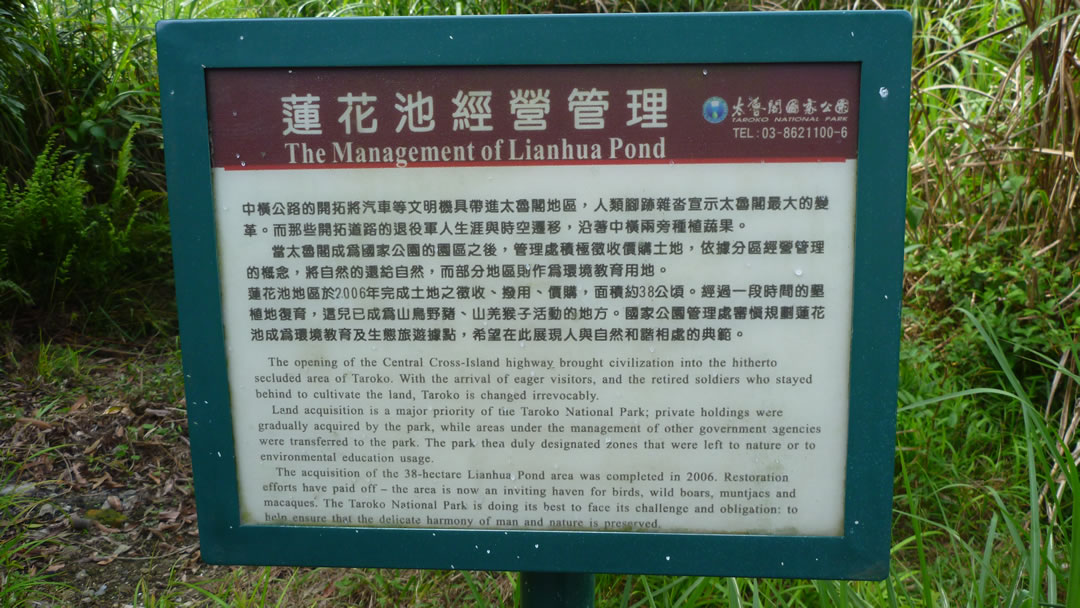 蓮花池經營管理
太魯閣國家公園
TAROKO NATIONAL PARK
TEL:03-8621100-6
The Management of Lianhua Pond
中橫公路的開拓將汽車等文明機具帶進太魯閣地區，人類腳跡雜沓宣示太魯閣最大的變
革。而那些開拓道路的退役軍人生涯與時空遷移，沿著中橫兩旁種植蔬果。
當太魯閣成為國家公園的園區之後，管理處積極徵收價購土地，依據分區經營管理
的概念，將自然的還給自然，而部分地區則作為環境教育用地。
蓮花池地區於2006年完成土地之徵收、撥用、價購，面積約38公頃。經過一段時間的墾
植地復育，這兒已成為山鳥野豬、山羌猴子活動的地方。國家公園管理處審慎規劃蓮花
池成為環境教育及生態旅遊據點，希望在此展現人與自然和諧相處的典範。
The opening of the Central Cross-Island highway brought civilization into the hitherto
secluded area of Taroko. With the arrival of eager visitors, and the retired soldiers who stayed
behind to cultivate the land, Taroko is changed irrevocably.
Land acquisition is a major priority of the Taroko National Park; private holdings were
gradually acquired by the park, while areas under the management of other government agencies
were transferred to the park. The park then duly designated zones that were left to nature or to
environmental education usage.
The acquisition of the 38-hectare Lianhua Pond area was completed in 2006. Restoration
efforts have paid off – the area is now an inviting haven for birds, wild boars, muntjacs and
macaques. The Taroko National Park is doing its best to face its challenge and obligation: to
help ensure that the delicate harmony of man and nature is preserved.